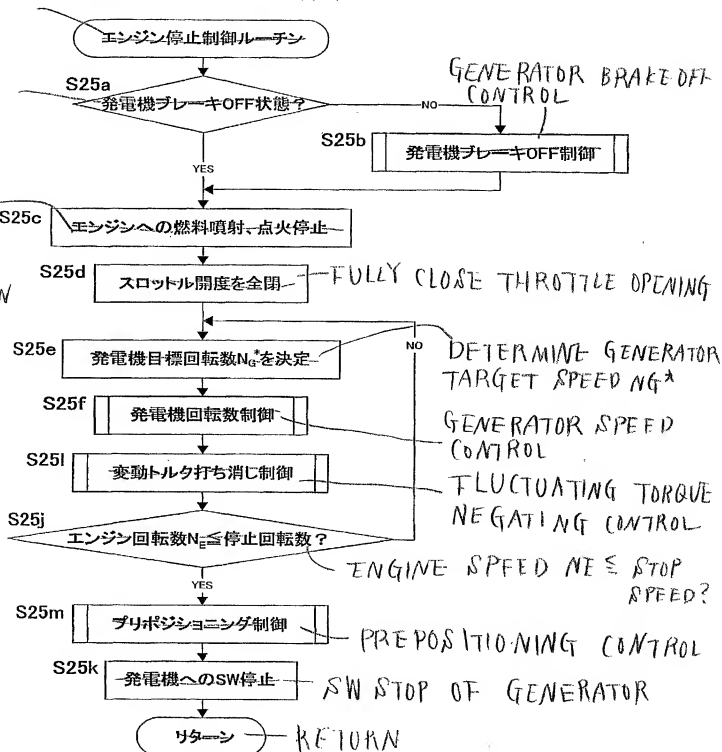 エンジン停止制御ルーチン
S25a
発電機ブレーキOFF状態?
NO
GENERATOR BRAKE OFF
CONTROL
S25b
発電機ブレーキOFF制御
YES
S25c
エンジンへの燃料噴射、点火停止
S25d
スロットル開度を全閉
FULLY CLOSE THROTTLE OPENING
N
S25e
発電機目標回転数NG*を決定
NO
DETERMINE GENERATOR
TARGET SPEED NG*
S25f
発電機回転数制御
GENERATOR SPEED
CONTROL
S25l
変動トルク打ち消し制御
FLUCTUATING TORQUE
NEGATING CONTROL
S25j
エンジン回転数NE≦停止回転数?
ENGINE SPEED NE ≦ STOP
SPEED?
YES
S25m
プリポジショニング制御
PREPOSITIONING CONTROL
S25k
発電機へのSW停止
SW STOP OF GENERATOR
リターン
RETURN